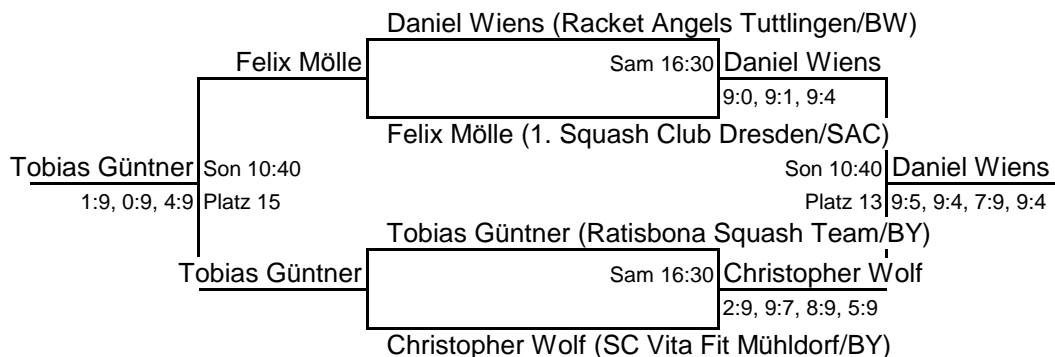 Daniel Wiens (Racket Angels Tuttlingen/BW)
Felix Mölle Sam 16:30 Daniel Wiens
9:0, 9:1, 9:4
Felix Mölle (1. Squash Club Dresden/SAC)
Tobias Güntner Son 10:40 Son 10:40 Daniel Wiens
1:9, 0:9, 4:9 Platz 15 Platz 13 9:5, 9:4, 7:9, 9:4
Tobias Güntner (Ratisbona Squash Team/BY)
Tobias Güntner Sam 16:30 Christopher Wolf
2:9, 9:7, 8:9, 5:9
Christopher Wolf (SC Vita Fit Mühldorf/BY)